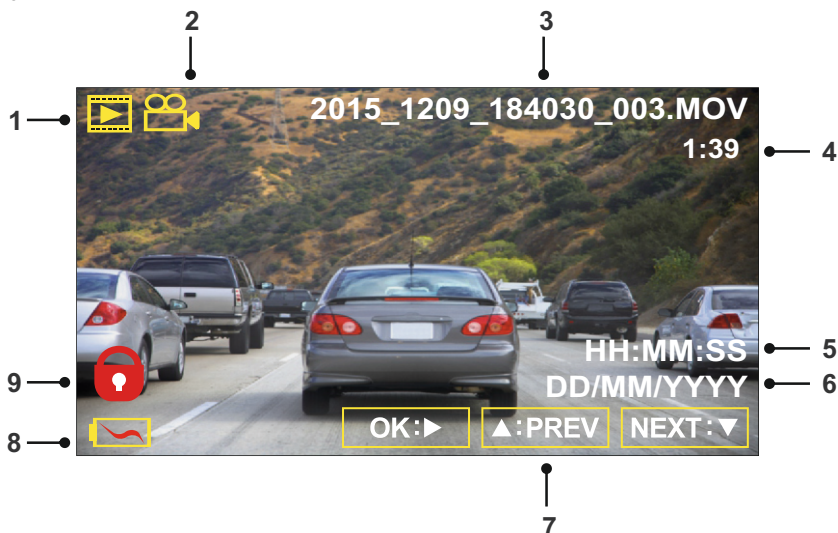 2
3
1
2015_1209_184030_003.MOV
1:39
4
HH:MM:SS
5
9
DD/MM/YYYY
6
8
OK:▶
▲:PREV
NEXT:▼
7